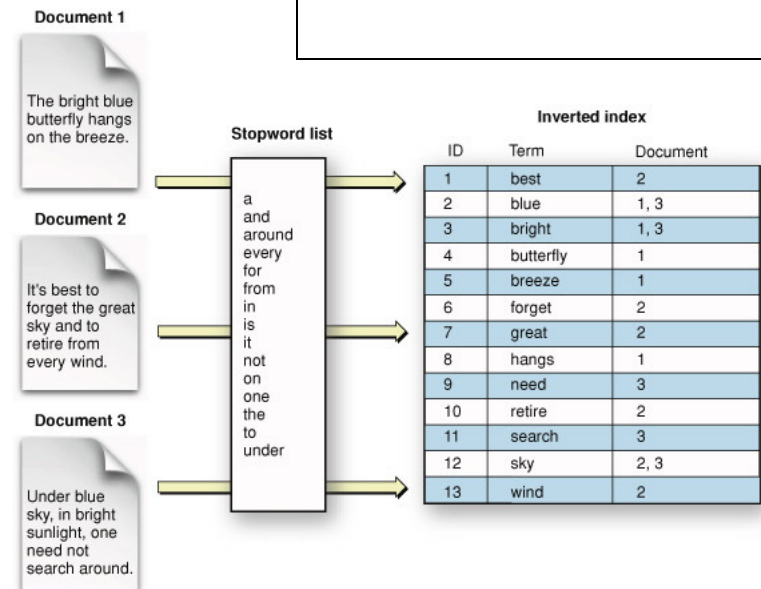 Document 1
The bright blue
butterfly hangs
on the breeze.
Document 2
It's best to
forget the great
sky and to
retire from
every wind.
Document 3
Under blue
sky, in bright
sunlight, one
need not
search around.
Stopword list
a
and
around
every
for
from
in
is
it
not
on
one
the
to
under
Inverted index
ID Term Document
1 best 2
2 blue 1, 3
3 bright 1, 3
4 butterfly 1
5 breeze 1
6 forget 2
7 great 2
8 hangs 1
9 need 3
10 retire 2
11 search 3
12 sky 2, 3
13 wind 2